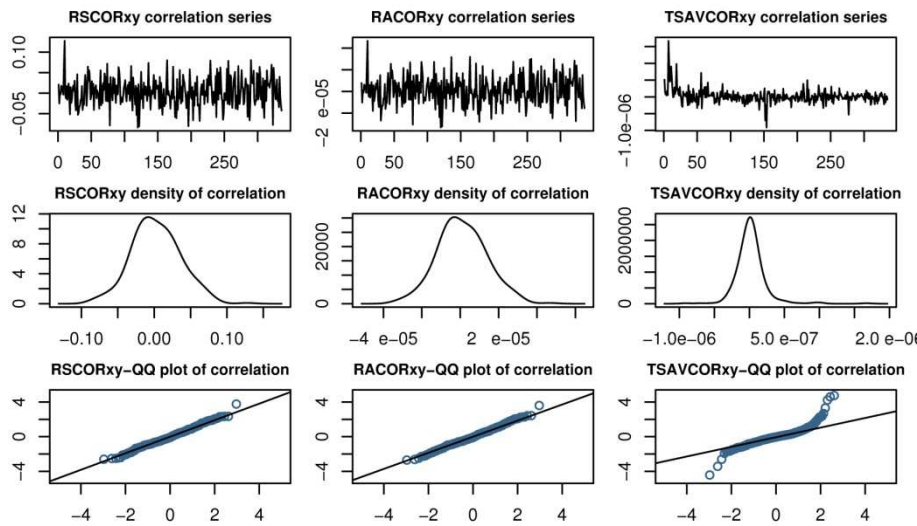 RSCORxy correlation series
RACORxy correlation series
TSAVCORxy correlation series
-0.05 0.10
-2 e-05
-1.0e-06
0 50 150 250
0 50 150 250
0 50 150 250
RSCORxy density of correlation
RACORxy density of correlation
TSAVCORxy density of correlation
0 4 8 12
0 20000
0 2000000
-0.10 0.00 0.10
-4 e-05 2 e-05
-1.0e-06 5.0 e-07 2.0 e-06
RSCORxy-QQ plot of correlation
RACORxy-QQ plot of correlation
TSAVCORxy-QQ plot of correlation
-4 0 4
-4 0 4
-4 0 4
-4 -2 0 2 4
-4 -2 0 2 4
-4 -2 0 2 4